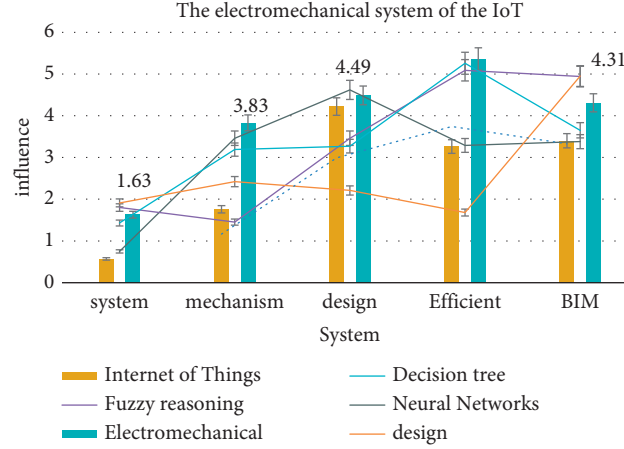 The electromechanical system of the IoT
6
5
4
3
2
1
0
influence
1.63
3.83
4.49
4.31
system
mechanism
design
Efficient
BIM
System
Internet of Things
Decision tree
Fuzzy reasoning
Neural Networks
Electromechanical
design